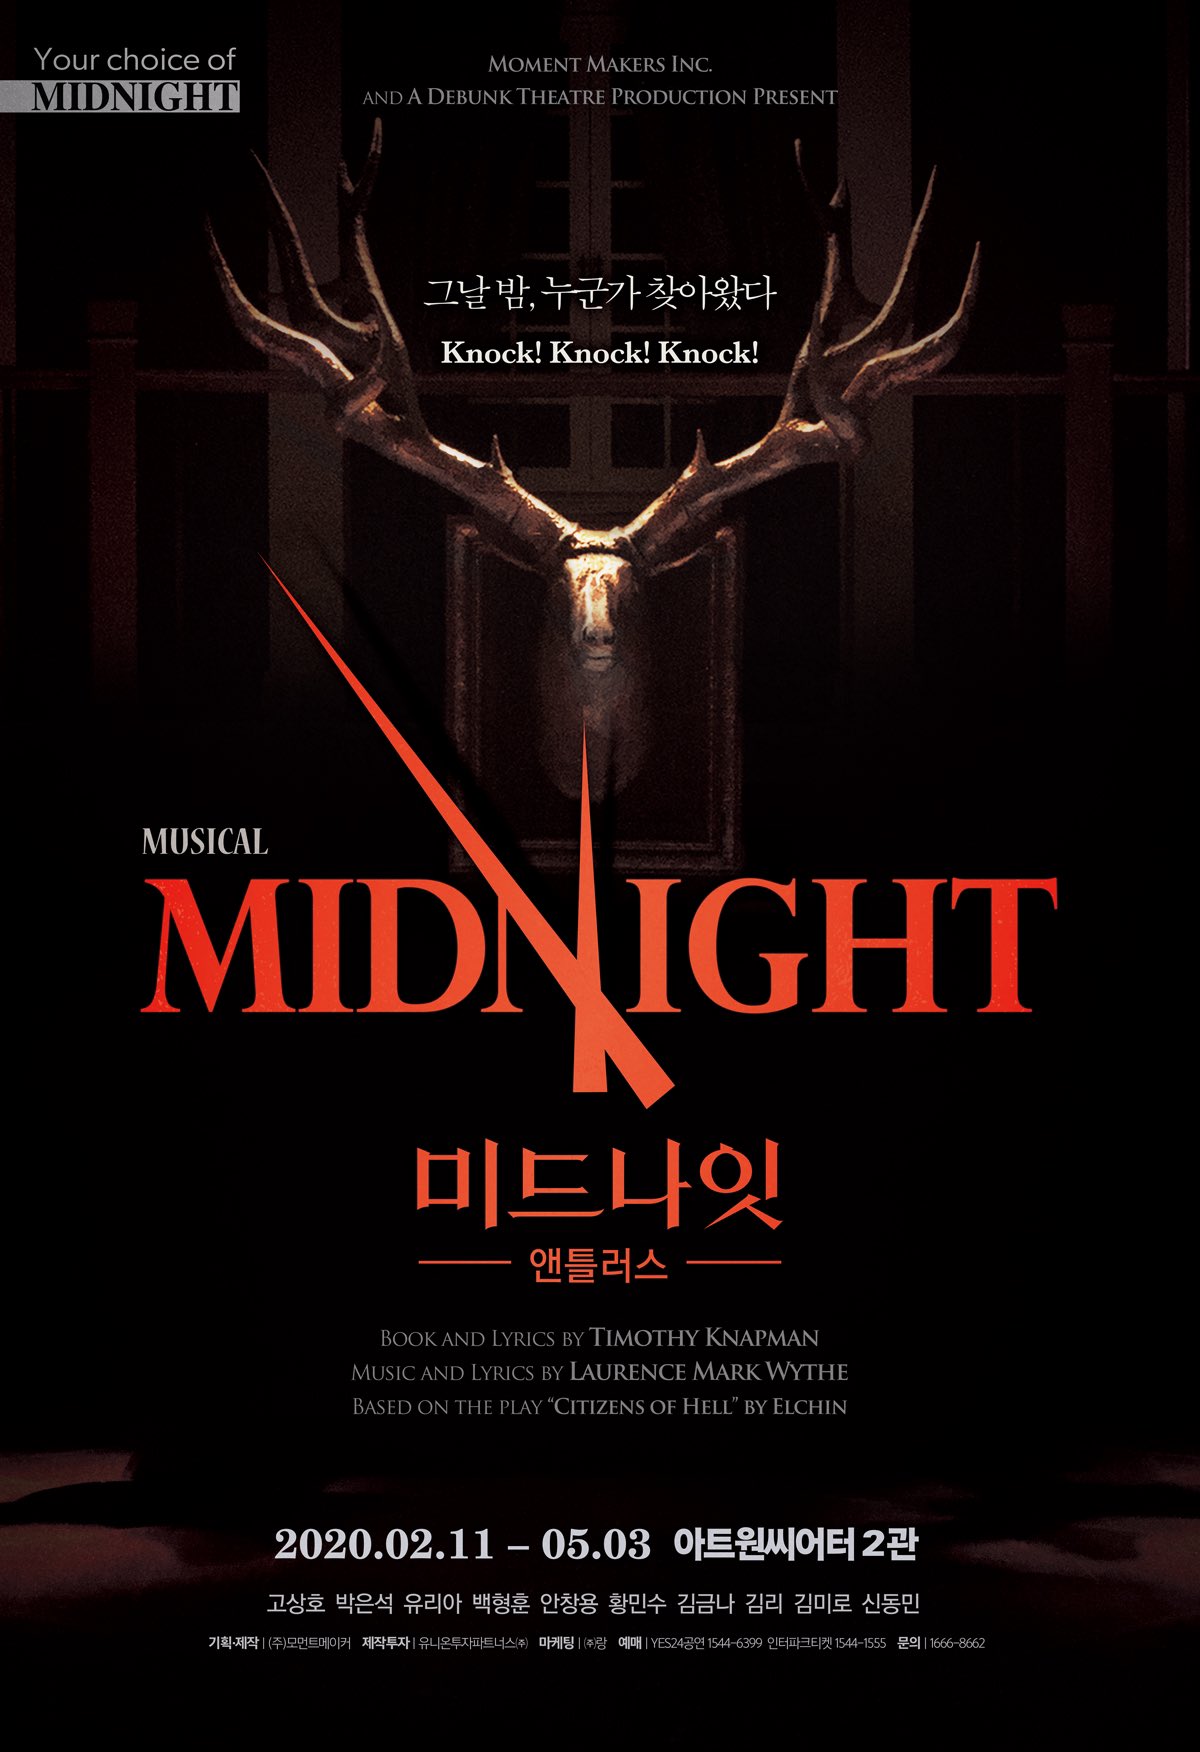 Your choice of
MIDNIGHT
MOMENT MAKERS INC.
AND A DEBUNK THEATRE PRODUCTION PRESENT
그날 밤, 누군가 찾아왔다
Knock! Knock! Knock!
MUSICAL
MIDNIGHT
미드나잇
앤틀러스
BOOK AND LYRICS BY TIMOTHY KNAPMAN
MUSIC AND LYRICS BY LAURENCE MARK WYTHE
BASED ON THE PLAY “CITIZENS OF HELL” BY ELCHIN
2020.02.11 – 05.03 아트원씨어터 2관
고상호 박은석 유리아 백형훈 안창용 황민수 김금나 김리 김미로 신동민
기획·제작 | (주)모먼트메이커 제작투자 | 유니온투자파트너스㈜ 마케팅 | ㈜랑 예매 | YES24공연 1544-6399 인터파크티켓 1544-1555 문의 | 1666-8662